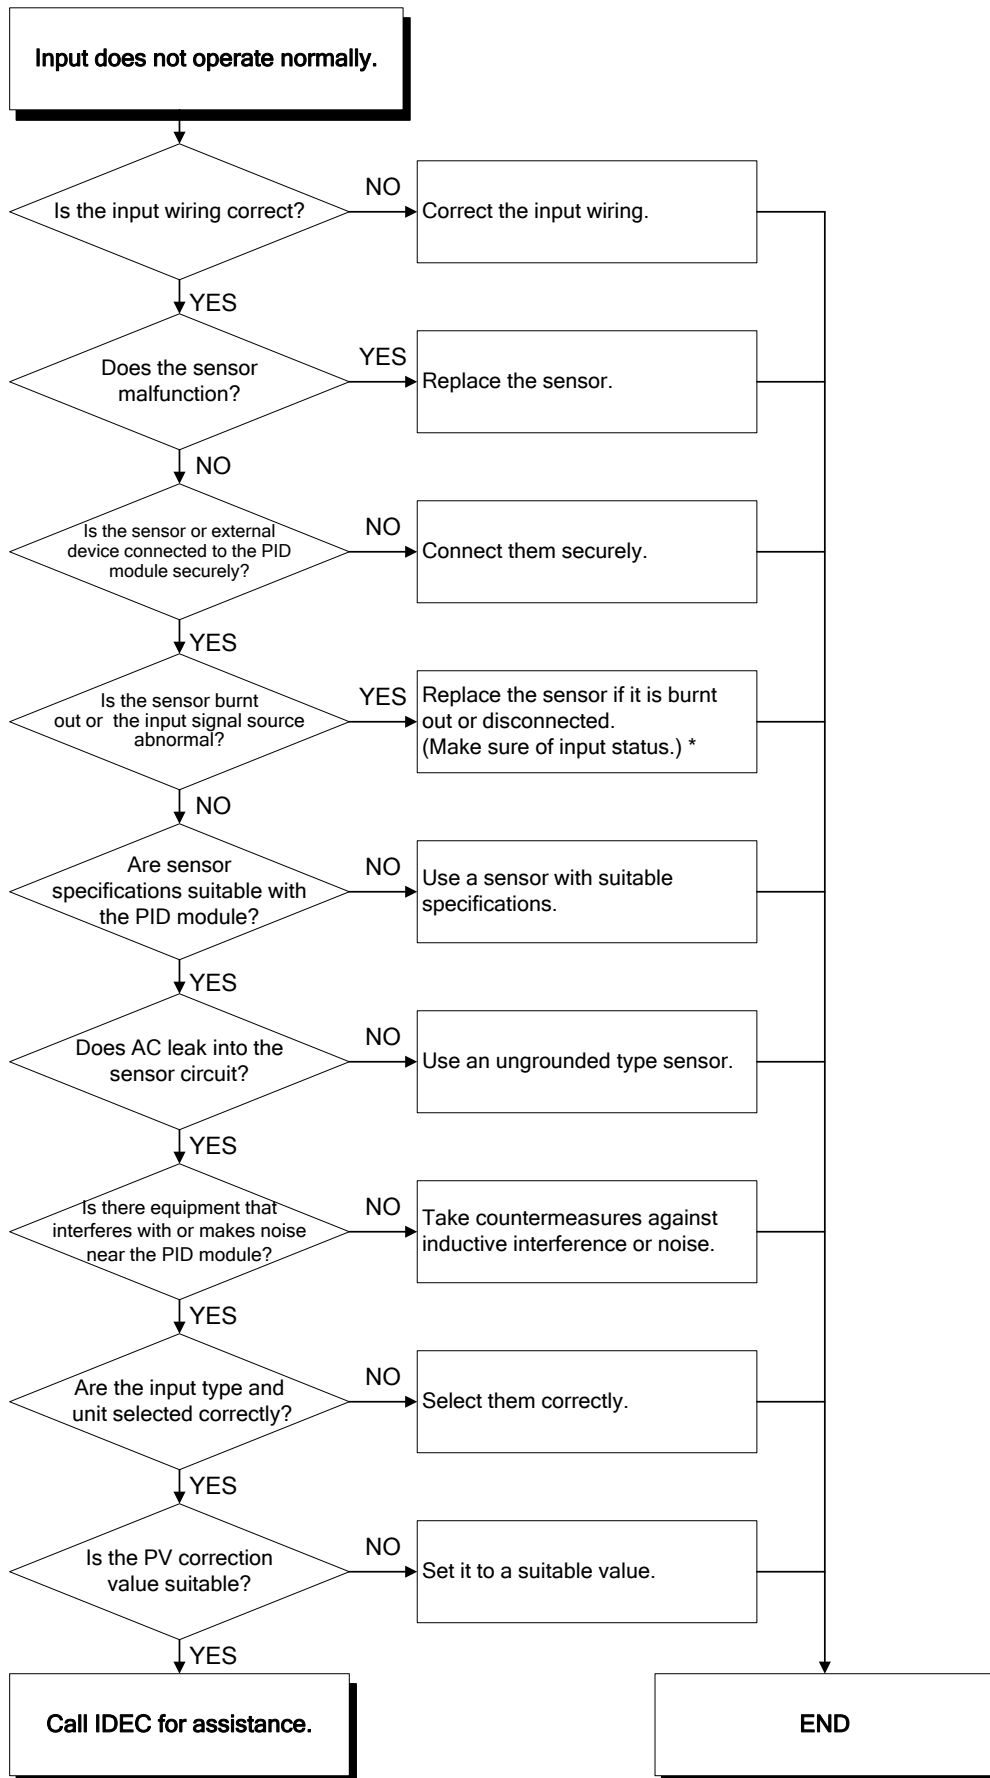 Input does not operate normally.
Is the input wiring correct?
NO
Correct the input wiring.
YES
Does the sensor
malfunction?
YES
Replace the sensor.
NO
Is the sensor or external
device connected to the PID
module securely?
NO
Connect them securely.
YES
Is the sensor burnt
out or the input signal source
abnormal?
YES
Replace the sensor if it is burnt
out or disconnected.
(Make sure of input status.) *
NO
Are sensor
specifications suitable with
the PID module?
NO
Use a sensor with suitable
specifications.
YES
Does AC leak into the
sensor circuit?
NO
Use an ungrounded type sensor.
YES
Is there equipment that
interferes with or makes noise
near the PID module?
NO
Take countermeasures against
inductive interference or noise.
YES
Are the input type and
unit selected correctly?
NO
Select them correctly.
YES
Is the PV correction
value suitable?
NO
Set it to a suitable value.
YES
Call IDEC for assistance.
END